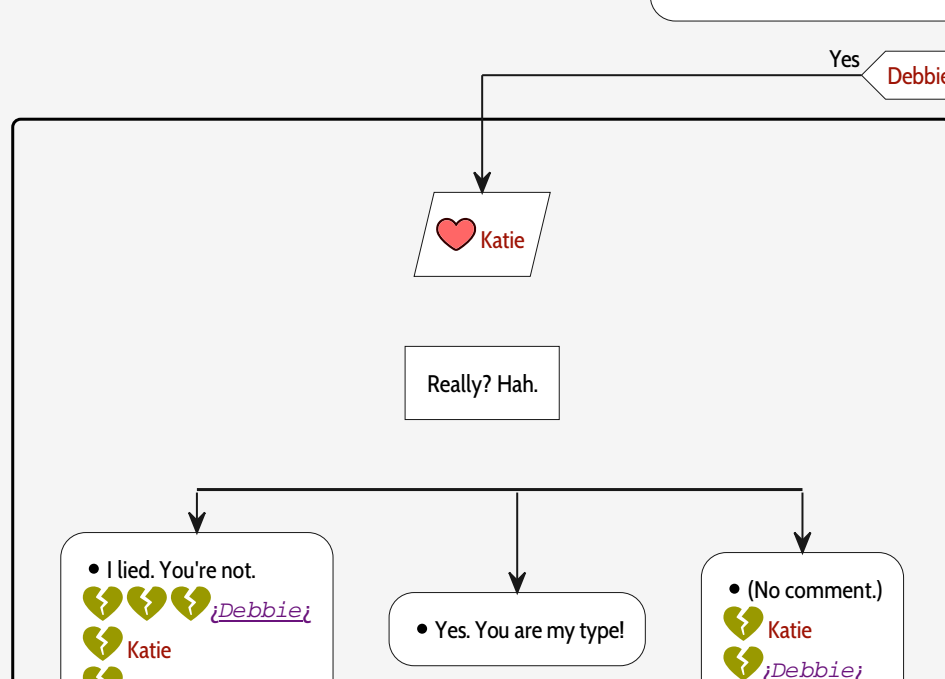 Yes
Debbie
Katie
Really? Hah.
• I lied. You're not.
¿Debbie¿
Katie
• Yes. You are my type!
• (No comment.)
Katie
¿Debbie¿